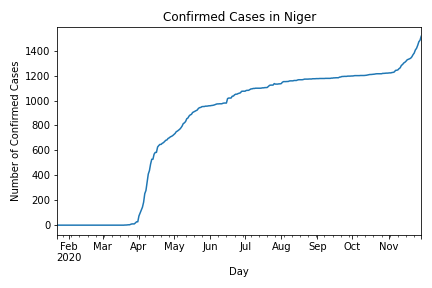 Confirmed Cases in Niger
Number of Confirmed Cases
1400
1200
1000
800
600
400
200
0
Feb Mar Apr May Jun Jul Aug Sep Oct Nov
2020
Day